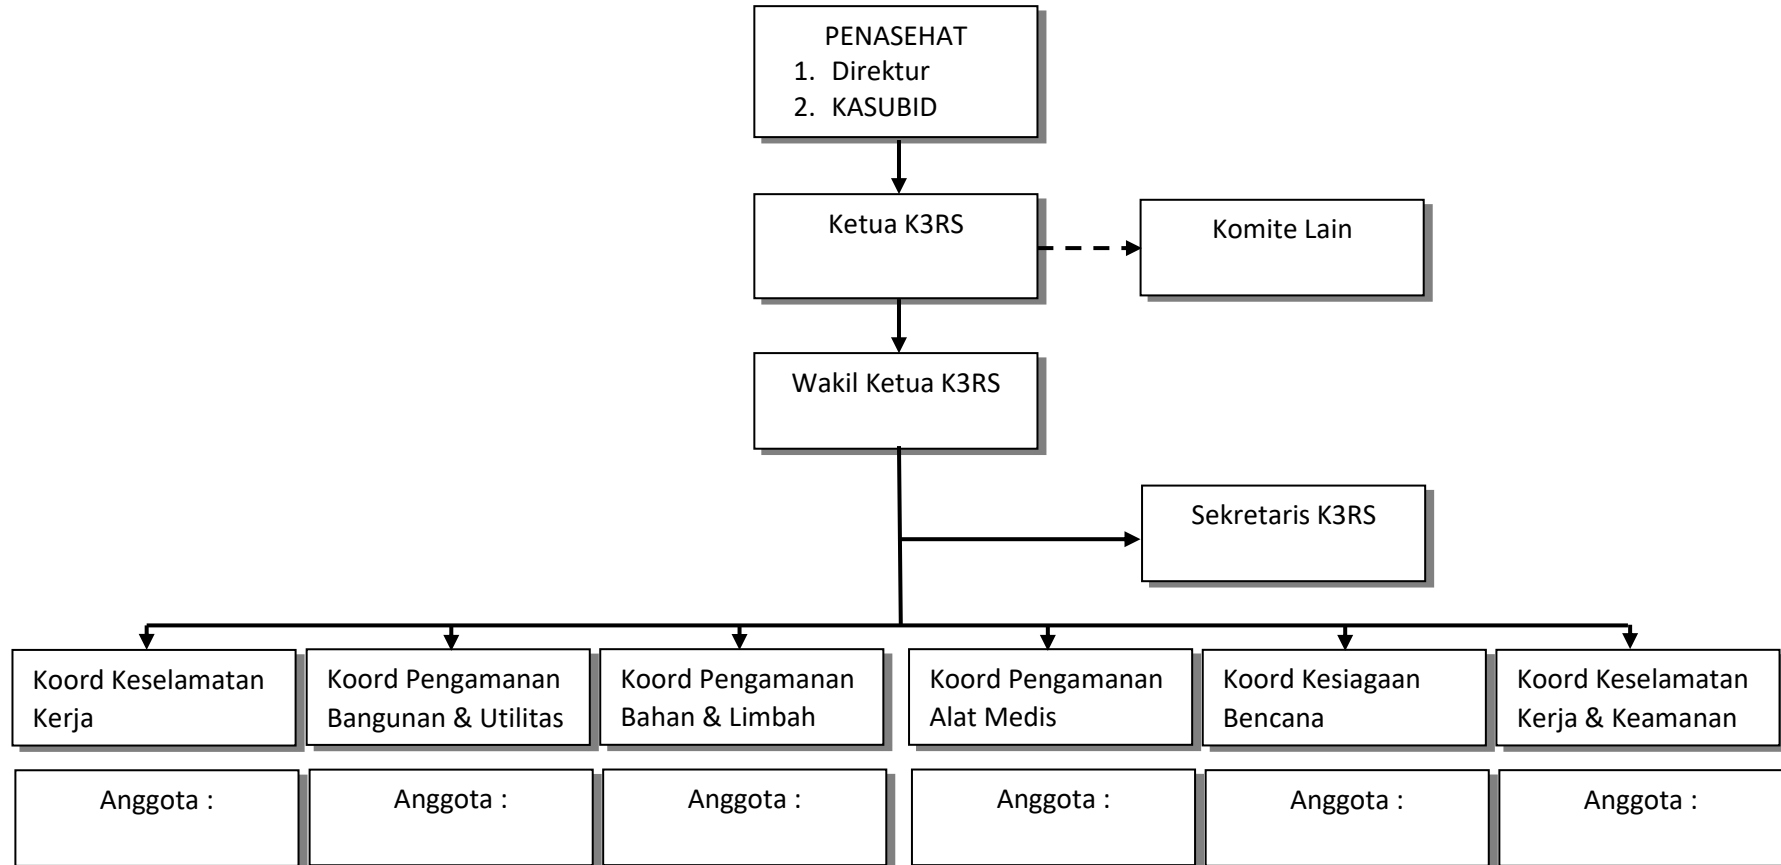 PENASEHAT
1. Direktur
2. KASUBID
Ketua K3RS
Komite Lain
Wakil Ketua K3RS
Sekretaris K3RS
Koord Keselamatan
Kerja
Koord Pengamanan
Bangunan & Utilitas
Koord Pengamanan
Bahan & Limbah
Koord Pengamanan
Alat Medis
Koord Kesiagaan
Bencana
Koord Keselamatan
Kerja & Keamanan
Anggota :
Anggota :
Anggota :
Anggota :
Anggota :
Anggota :